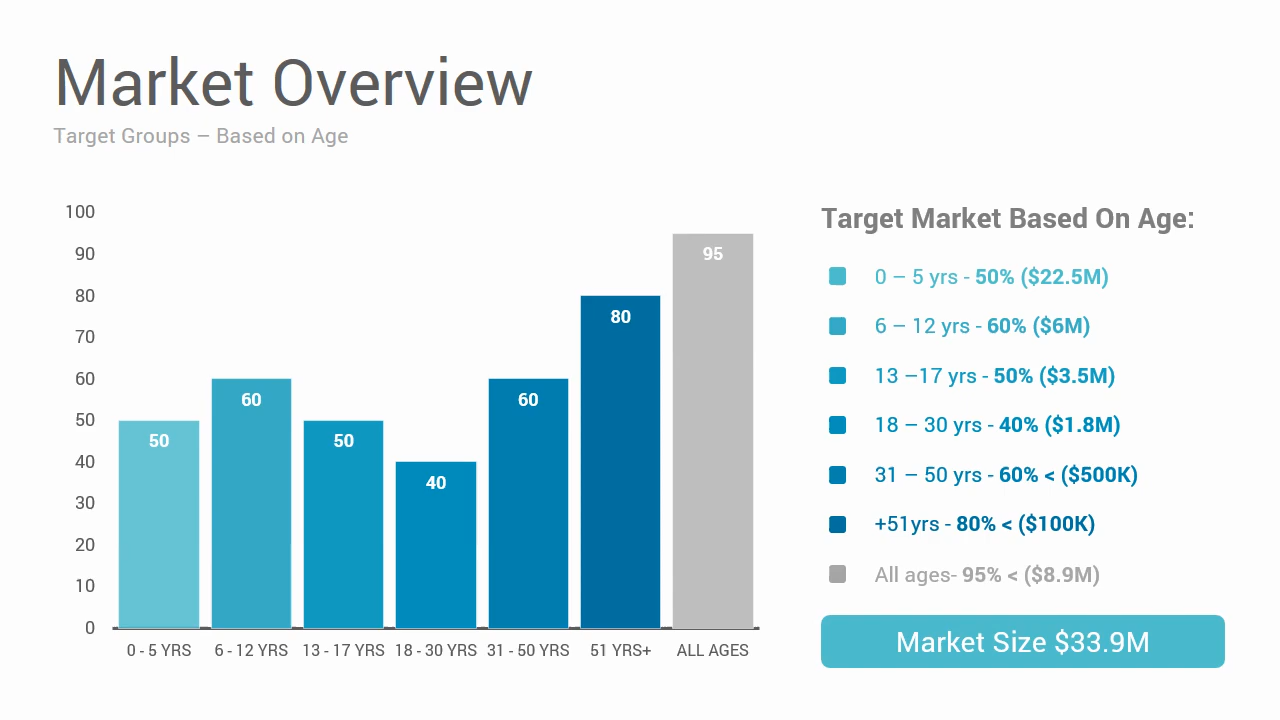 Market Overview
Target Groups – Based on Age
100
90
80
70
60
50
40
30
20
10
0
50
60
50
40
60
80
95
0 - 5 YRS
6 - 12 YRS
13 - 17 YRS
18 - 30 YRS
31 - 50 YRS
51 YRS+
ALL AGES
Target Market Based On Age:
0 – 5 yrs - 50% ($22.5M)
6 – 12 yrs - 60% ($6M)
13 –17 yrs - 50% ($3.5M)
18 – 30 yrs - 40% ($1.8M)
31 – 50 yrs - 60% < ($500K)
+51yrs - 80% < ($100K)
All ages- 95% < ($8.9M)
Market Size $33.9M